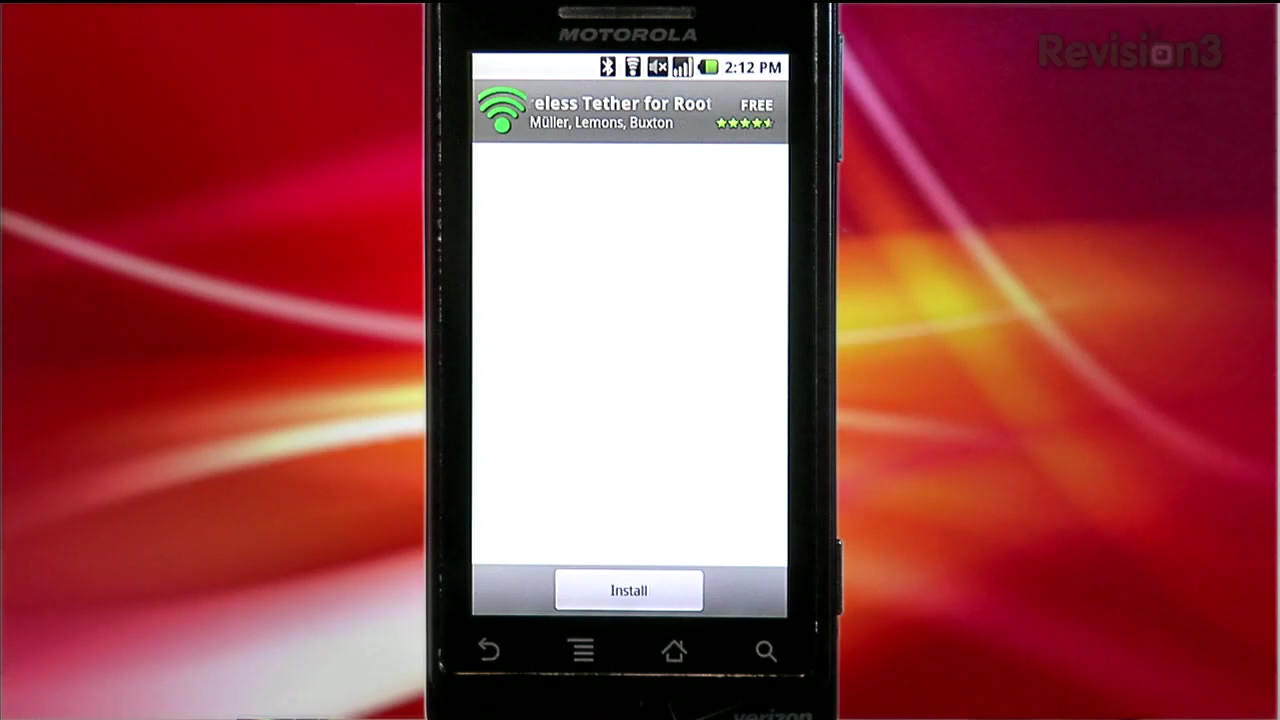 MOTOROLA
Revision3
2:12 PM
eless Tether for Root
FREE
Müller, Lemons, Buxton
Install
verizon